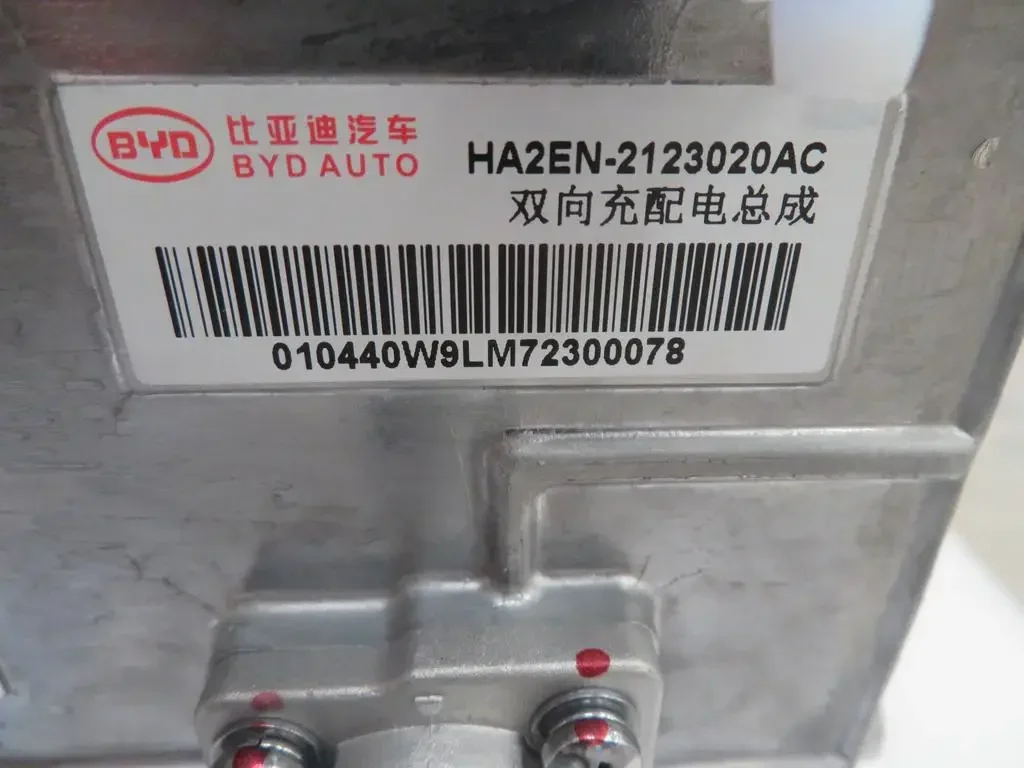 BYD 比亚迪汽车
BYD AUTO
HA2EN-2123020AC
双向充配电总成
010440W9LM72300078